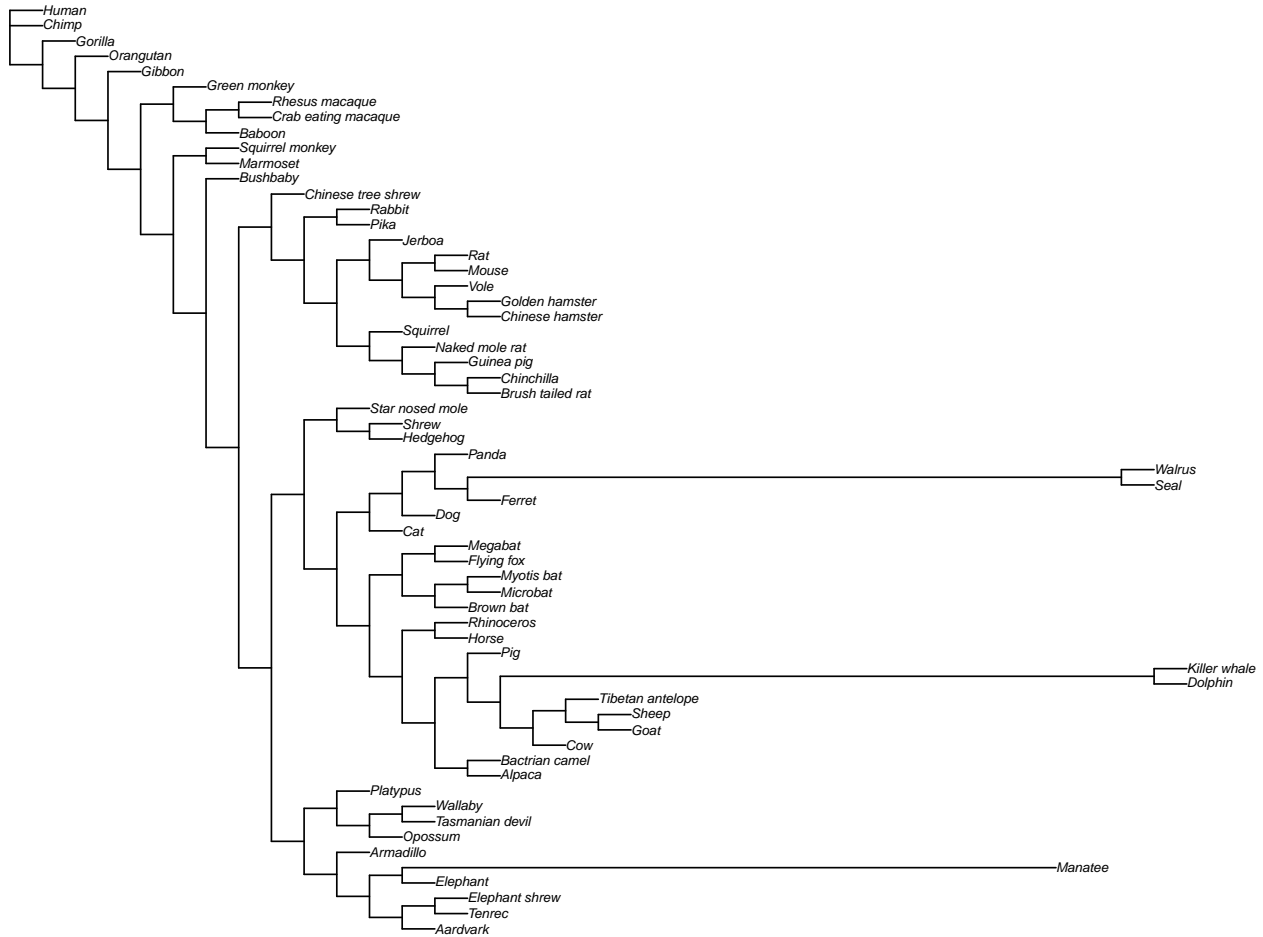 Human
Chimp
Gorilla
Orangutan
Gibbon
Green monkey
Rhesus macaque
Crab eating macaque
Baboon
Squirrel monkey
Marmoset
Bushbaby
Chinese tree shrew
Rabbit
Pika
Jerboa
Rat
Mouse
Vole
Golden hamster
Chinese hamster
Squirrel
Naked mole rat
Guinea pig
Chinchilla
Brush tailed rat
Star nosed mole
Shrew
Hedgehog
Panda
Walrus
Seal
Ferret
Dog
Cat
Megabat
Flying fox
Myotis bat
Microbat
Brown bat
Rhinoceros
Horse
Pig
Killer whale
Dolphin
Tibetan antelope
Sheep
Goat
Cow
Bactrian camel
Alpaca
Platypus
Wallaby
Tasmanian devil
Opossum
Armadillo
Manatee
Elephant
Elephant shrew
Tenrec
Aardvark